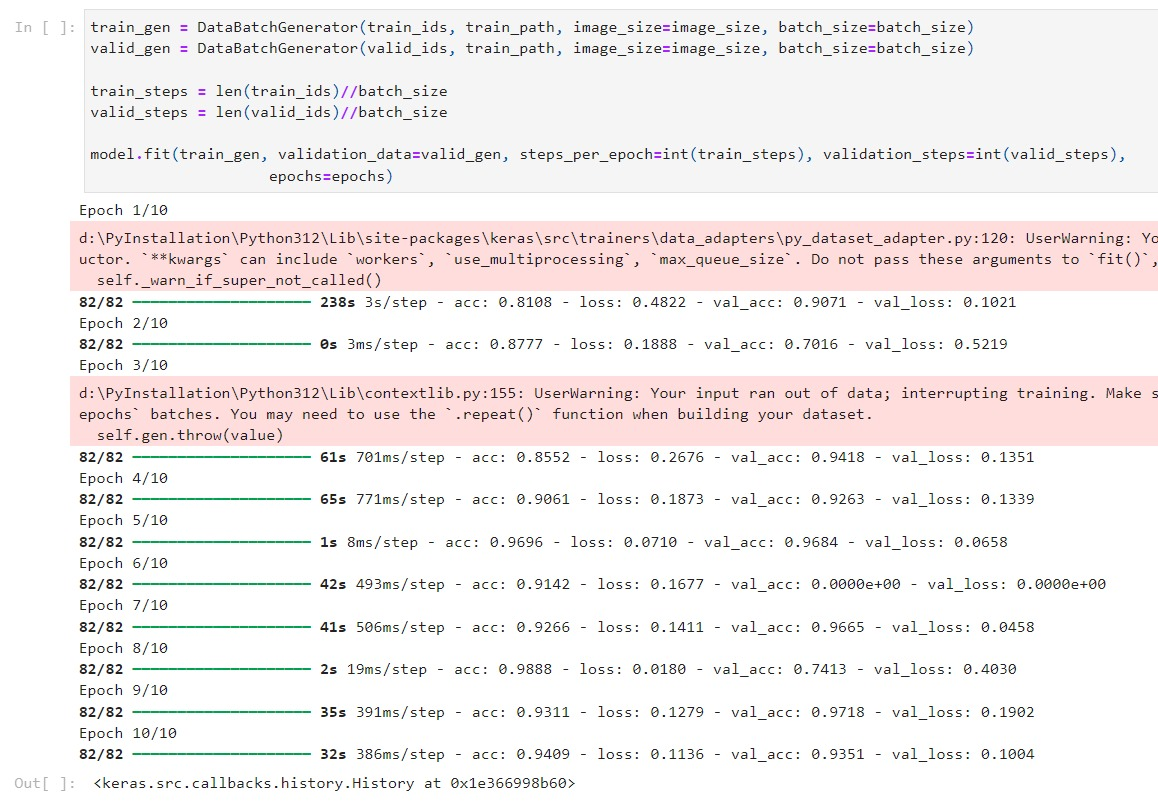 In [ ]: train_gen = DataBatchGenerator(train_ids, train_path, image_size=image_size, batch_size=batch_size)
valid_gen = DataBatchGenerator(valid_ids, train_path, image_size=image_size, batch_size=batch_size)
train_steps = len(train_ids)//batch_size
valid_steps = len(valid_ids)//batch_size
model.fit(train_gen, validation_data=valid_gen, steps_per_epoch=int(train_steps), validation_steps=int(valid_steps),
epochs=epochs)
Epoch 1/10
d:\PyInstallation\Python312\Lib\site-packages\keras\src\trainers\data_adapters\py_dataset_adapter.py:120: UserWarning: Yo
uctor. `**kwargs` can include `workers`, `use_multiprocessing`, `max_queue_size`. Do not pass these arguments to `fit()`,
self._warn_if_super_not_called()
82/82 ━━━━━━━━━━━━━━━━━━━━ 238s 3s/step - acc: 0.8108 - loss: 0.4822 - val_acc: 0.9071 - val_loss: 0.1021
Epoch 2/10
82/82 ━━━━━━━━━━━━━━━━━━━━ 0s 3ms/step - acc: 0.8777 - loss: 0.1888 - val_acc: 0.7016 - val_loss: 0.5219
Epoch 3/10
d:\PyInstallation\Python312\Lib\contextlib.py:155: UserWarning: Your input ran out of data; interrupting training. Make s
epochs` batches. You may need to use the `.repeat()` function when building your dataset.
self.gen.throw(value)
82/82 ━━━━━━━━━━━━━━━━━━━━ 61s 701ms/step - acc: 0.8552 - loss: 0.2676 - val_acc: 0.9418 - val_loss: 0.1351
Epoch 4/10
82/82 ━━━━━━━━━━━━━━━━━━━━ 65s 771ms/step - acc: 0.9061 - loss: 0.1873 - val_acc: 0.9263 - val_loss: 0.1339
Epoch 5/10
82/82 ━━━━━━━━━━━━━━━━━━━━ 1s 8ms/step - acc: 0.9696 - loss: 0.0710 - val_acc: 0.9684 - val_loss: 0.0658
Epoch 6/10
82/82 ━━━━━━━━━━━━━━━━━━━━ 42s 493ms/step - acc: 0.9142 - loss: 0.1677 - val_acc: 0.0000e+00 - val_loss: 0.0000e+00
Epoch 7/10
82/82 ━━━━━━━━━━━━━━━━━━━━ 41s 506ms/step - acc: 0.9266 - loss: 0.1411 - val_acc: 0.9665 - val_loss: 0.0458
Epoch 8/10
82/82 ━━━━━━━━━━━━━━━━━━━━ 2s 19ms/step - acc: 0.9888 - loss: 0.0180 - val_acc: 0.7413 - val_loss: 0.4030
Epoch 9/10
82/82 ━━━━━━━━━━━━━━━━━━━━ 35s 391ms/step - acc: 0.9311 - loss: 0.1279 - val_acc: 0.9718 - val_loss: 0.1902
Epoch 10/10
82/82 ━━━━━━━━━━━━━━━━━━━━ 32s 386ms/step - acc: 0.9409 - loss: 0.1136 - val_acc: 0.9351 - val_loss: 0.1004
Out[ ]: <keras.src.callbacks.history.History at 0x1e366998b60>